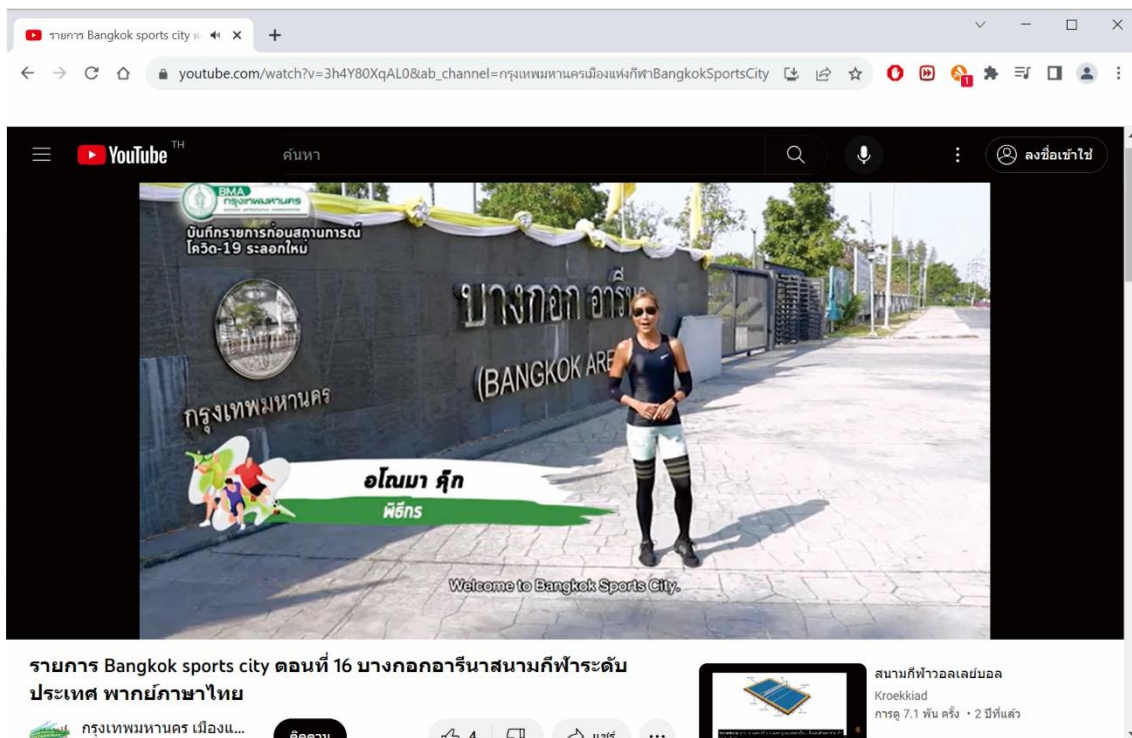 รายการ Bangkok sports city
youtube.com/watch?v=3h4Y80XqAL0&ab_channel=กรุงเทพมหานครเมืองแห่งกีฬาBangkokSportsCity
1
YouTube TH
ค้นหา
ลงชื่อเข้าใช้
BMA
กรุงเทพมหานคร
บันทึกรายการก่อนสถานการณ์
โควิด-19 ระลอกใหม่
บางกอก อารีน
(BANGKOK ARE
กรุงเทพมหานคร
อโณมา คุ๊ก
พิธีกร
Welcome to Bangkok Sports City.
รายการ Bangkok sports city ตอนที่ 16 บางกอกอารีนาสนามกีฬาระดับ
ประเทศ พากย์ภาษาไทย
กรุงเทพมหานคร เมืองแ...
ติดตาม
4
แชร์
สนามกีฬาวอลเลย์บอล
Kroekkiad
การดู 7.1 พัน ครั้ง • 2 ปีที่แล้ว